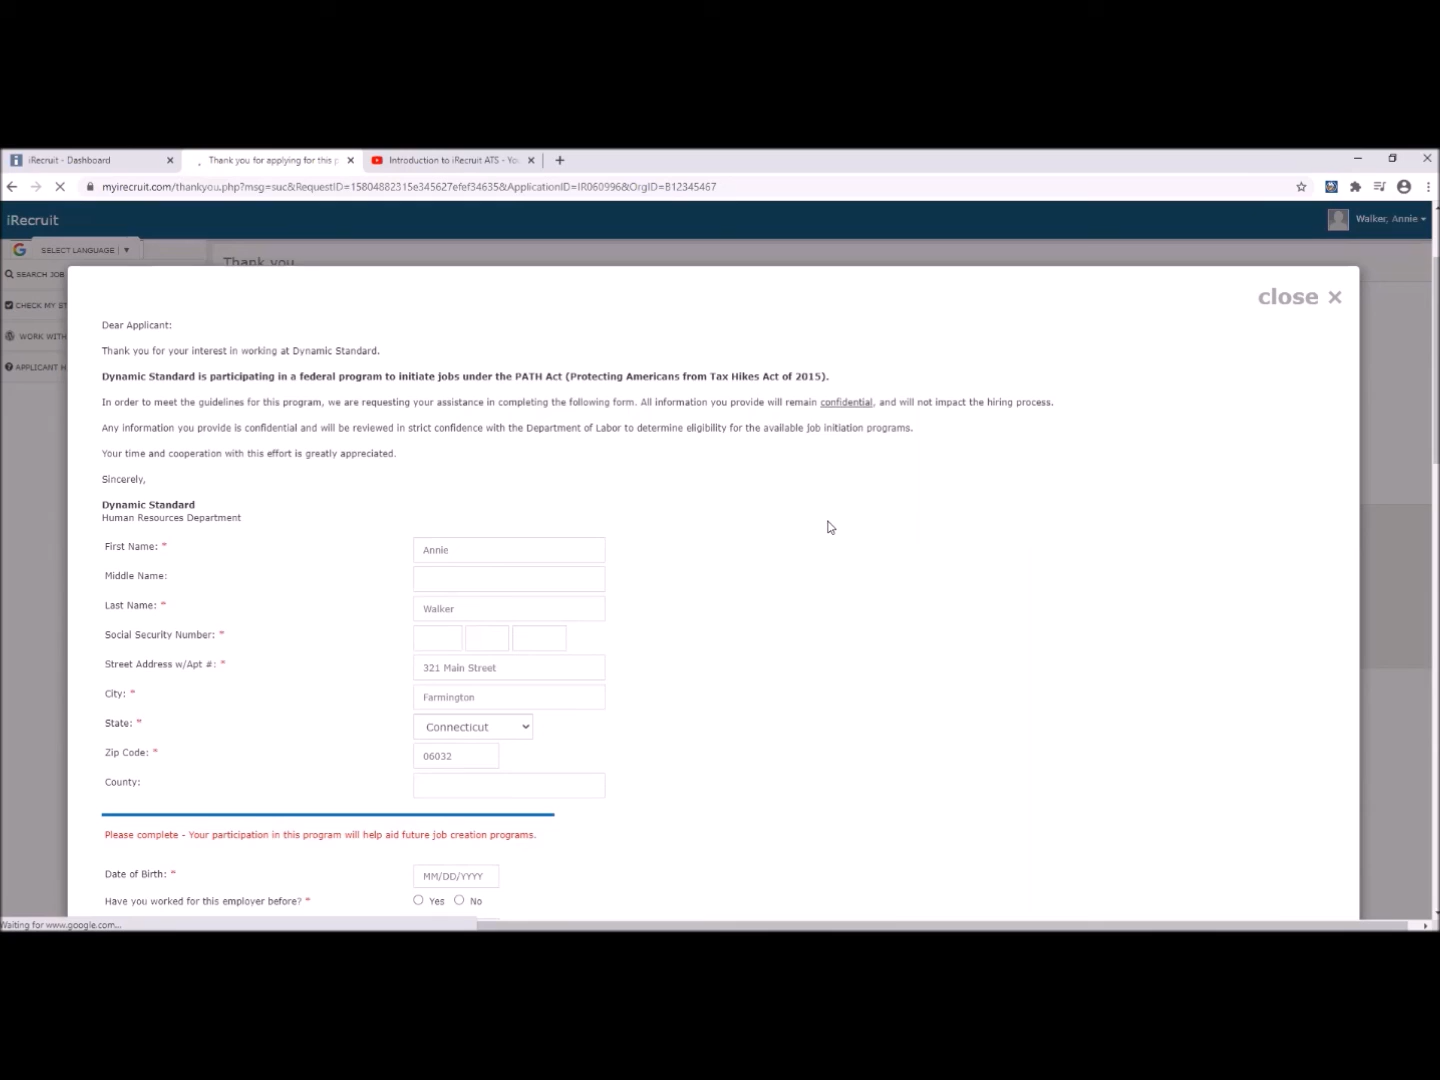 iRecruit - Dashboard
Thank you for applying for this p
Introduction to iRecruit ATS - Yo
myirecruit.com/thankyou.php?msg=suc&RequestID=15804882315e345627efef34635&ApplicationID=IR060996&OrgID=B12345467
iRecruit
Walker, Annie
SELECT LANGUAGE
Thank you
SEARCH JOB
CHECK MY ST
WORK WITH
APPLICANT H
close ×
Dear Applicant:
Thank you for your interest in working at Dynamic Standard.
Dynamic Standard is participating in a federal program to initiate jobs under the PATH Act (Protecting Americans from Tax Hikes Act of 2015).
In order to meet the guidelines for this program, we are requesting your assistance in completing the following form. All information you provide will remain confidential, and will not impact the hiring process.
Any information you provide is confidential and will be reviewed in strict confidence with the Department of Labor to determine eligibility for the available job initiation programs.
Your time and cooperation with this effort is greatly appreciated.
Sincerely,
Dynamic Standard
Human Resources Department
First Name: * Annie
Middle Name:
Last Name: * Walker
Social Security Number: *
Street Address w/Apt #: * 321 Main Street
City: * Farmington
State: * Connecticut
Zip Code: * 06032
County:
Please complete - Your participation in this program will help aid future job creation programs.
Date of Birth: * MM/DD/YYYY
Have you worked for this employer before? * Yes No
Waiting for www.google.com...